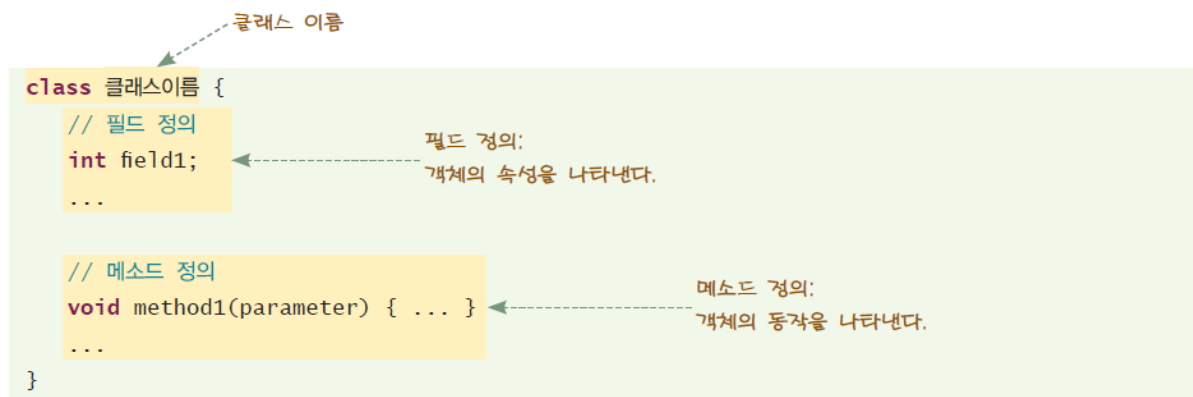 클래스 이름
class 클래스이름 {
// 필드 정의
int field1;
...
필드 정의:
객체의 속성을 나타낸다.
// 메소드 정의
void method1(parameter) { ... }
...
메소드 정의:
객체의 동작을 나타낸다.
}